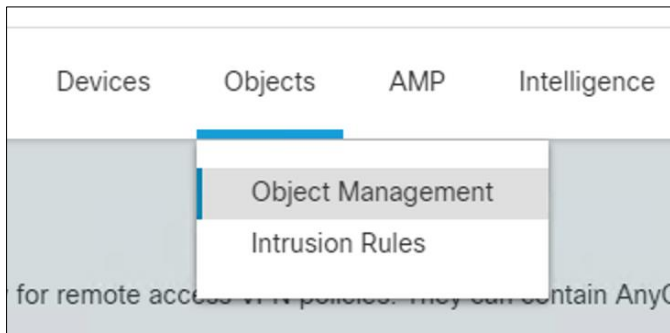 Devices Objects AMP Intelligence
Object Management
Intrusion Rules
for remote access VPN policies. They can contain